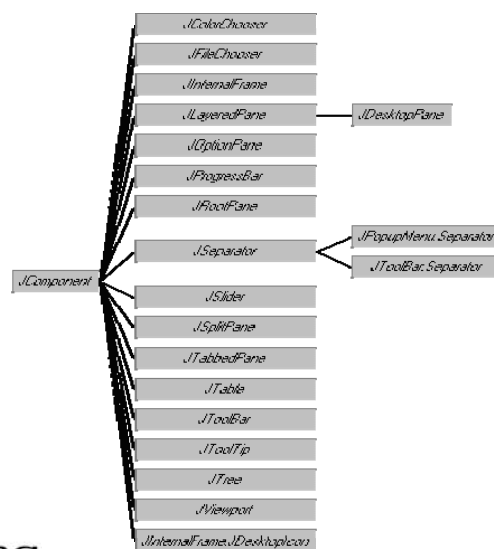 JColorChooser
JFileChooser
JInternalFrame
JLayeredPane
JDesktopPane
JOptionPane
JProgressBar
JRootPane
JPopupMenu.Separator
JSeparator
JToolBar.Separator
JComponent
JSlider
JSplitPane
JTabbedPane
JTable
JToolBar
JToolTip
JTree
JViewport
JInternalFrame.JDesktopIcon